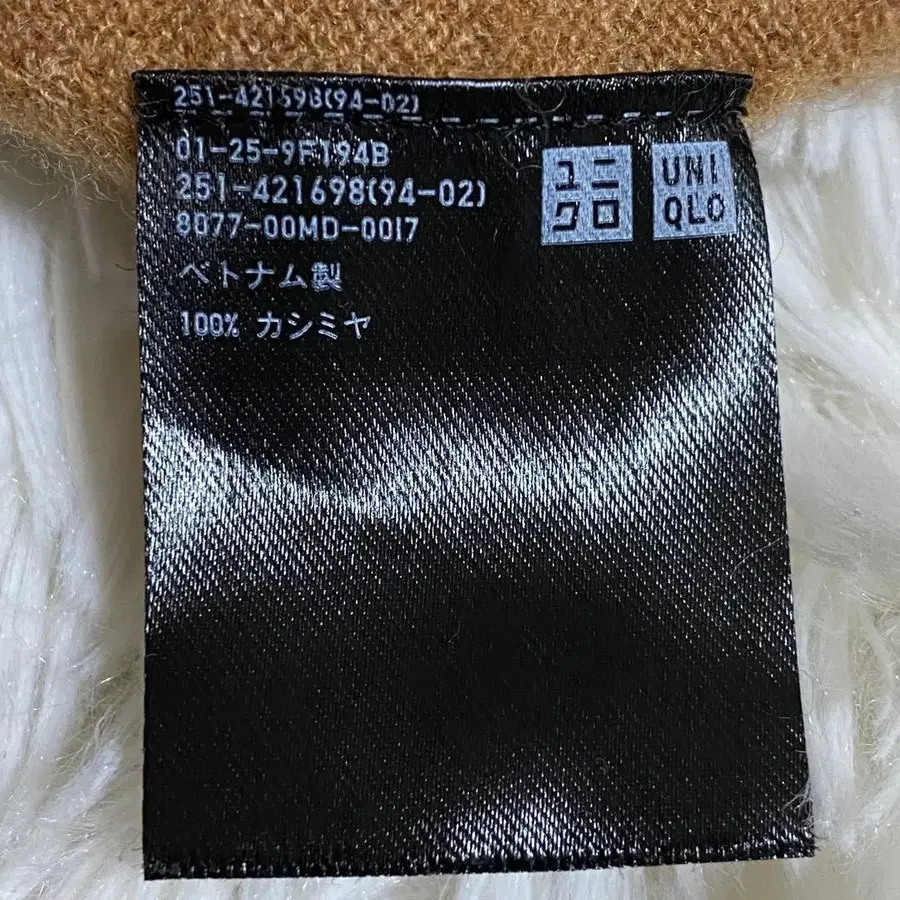 251-421698(94-02)
01-25-9F194B
251-421698(94-02)
8077-00MD-0017
ベトナム製
100% カシミヤ
ユニ
クロ
UNI
QLO